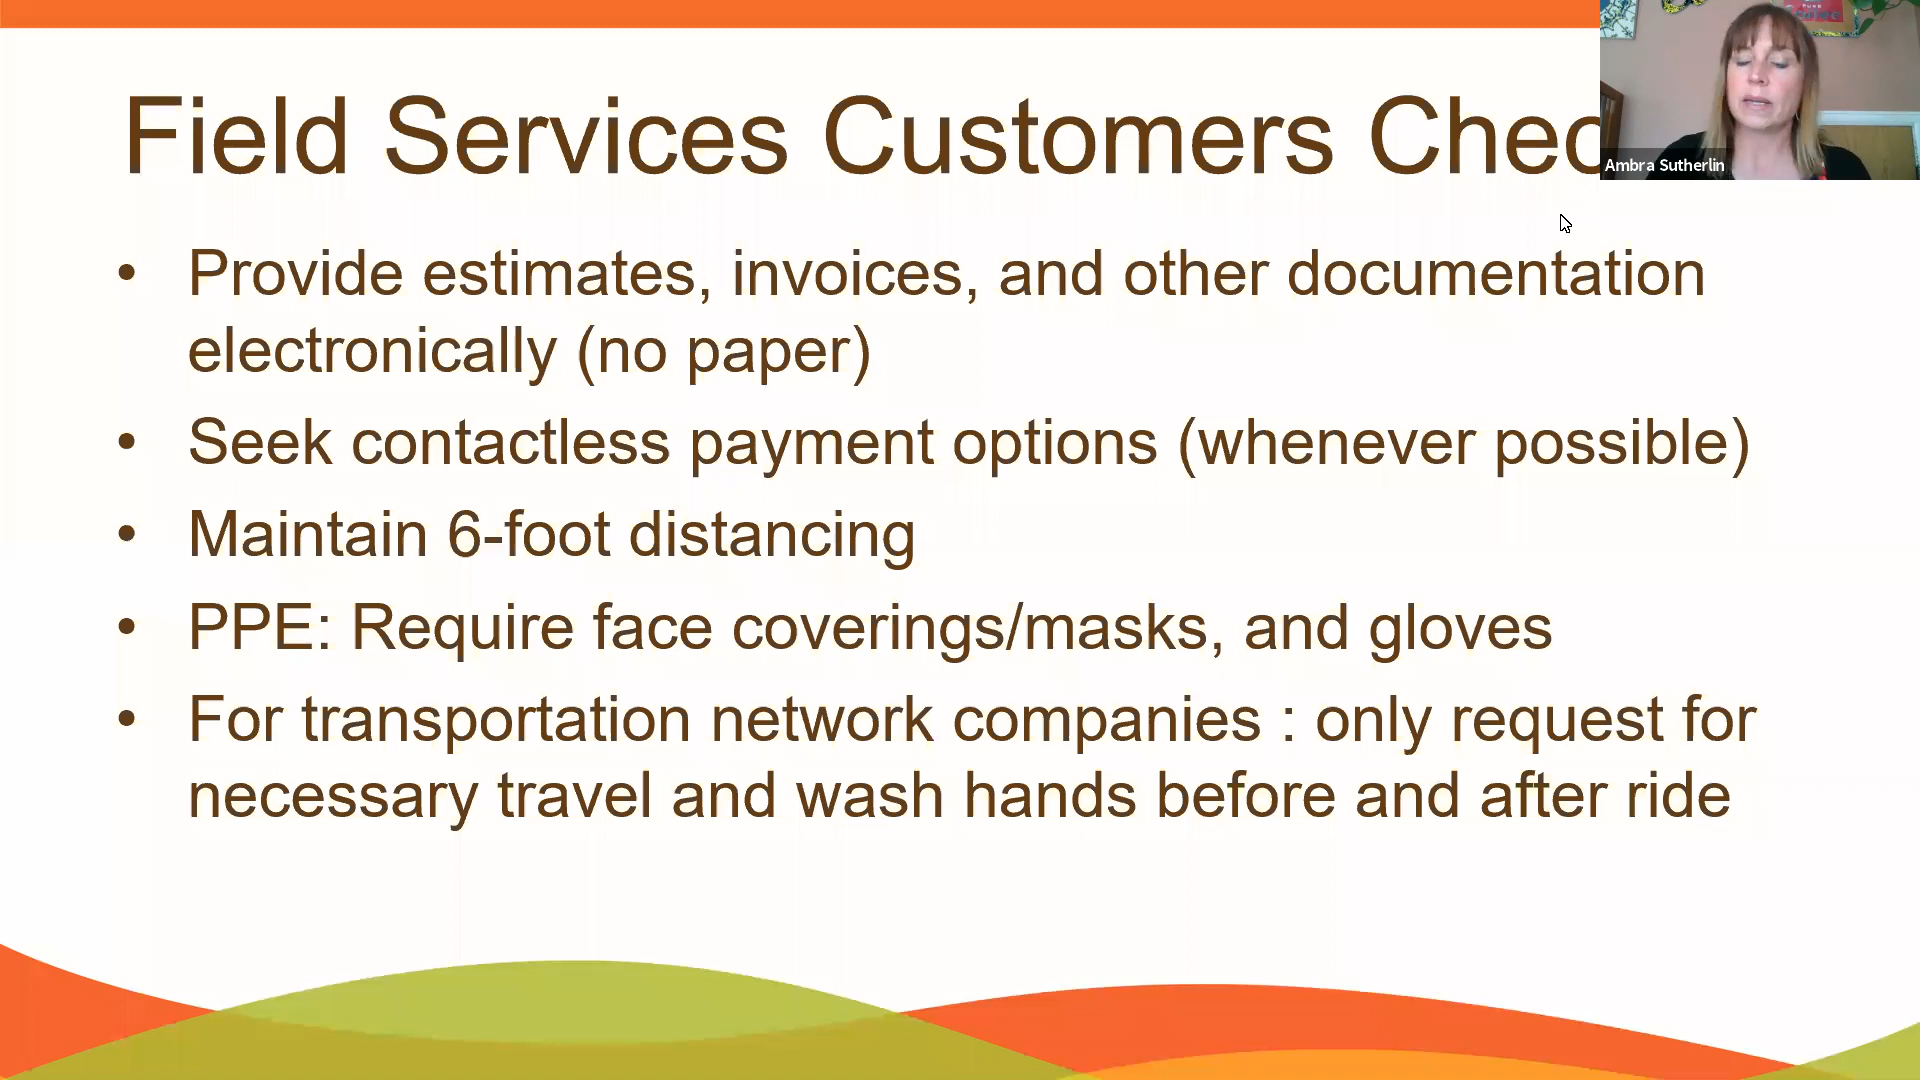 Field Services Customers Chec
Ambra Sutherlin
• Provide estimates, invoices, and other documentation
electronically (no paper)
• Seek contactless payment options (whenever possible)
• Maintain 6-foot distancing
• PPE: Require face coverings/masks, and gloves
• For transportation network companies : only request for
necessary travel and wash hands before and after ride